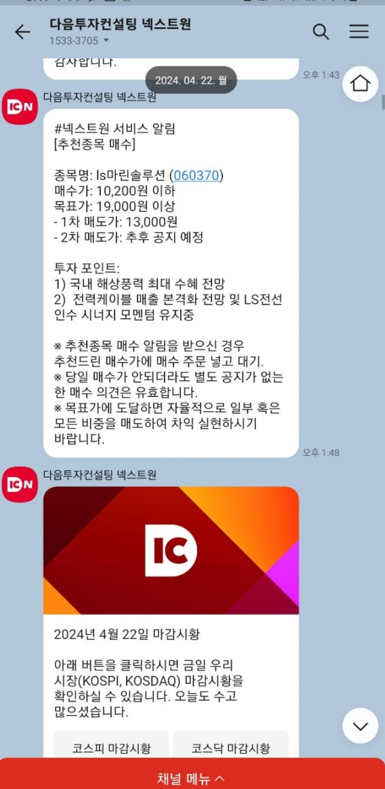 다음투자컨설팅 넥스트원
1533-3705
감사합니다.
오후 1:43
2024. 04. 22. 월
다음투자컨설팅 넥스트원
#넥스트원 서비스 알림
[추천종목 매수]
종목명: ls마린솔루션 (060370)
매수가: 10,200원 이하
목표가: 19,000원 이상
- 1차 매도가: 13,000원
- 2차 매도가: 추후 공지 예정
투자 포인트:
1) 국내 해상풍력 최대 수혜 전망
2) 전력케이블 매출 본격화 전망 및 LS전선
인수 시너지 모멘텀 유지중
※ 추천종목 매수 알림을 받으신 경우
추천드린 매수가에 매수 주문 넣고 대기.
※ 당일 매수가 안되더라도 별도 공지가 없는
한 매수 의견은 유효합니다.
※ 목표가에 도달하면 자율적으로 일부 혹은
모든 비중을 매도하여 차익 실현하시기
바랍니다.
오후 1:48
다음투자컨설팅 넥스트원
IC
2024년 4월 22일 마감시황
아래 버튼을 클릭하시면 금일 우리
시장(KOSPI, KOSDAQ) 마감시황을
확인하실 수 있습니다. 오늘도 수고
많으셨습니다.
코스피 마감시황
코스닥 마감시황
채널 메뉴